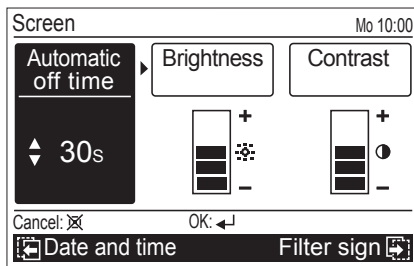 Screen Mo 10:00
Automatic off time Brightness Contrast
30s
+ +
- -
Cancel: OK:
Date and time Filter sign